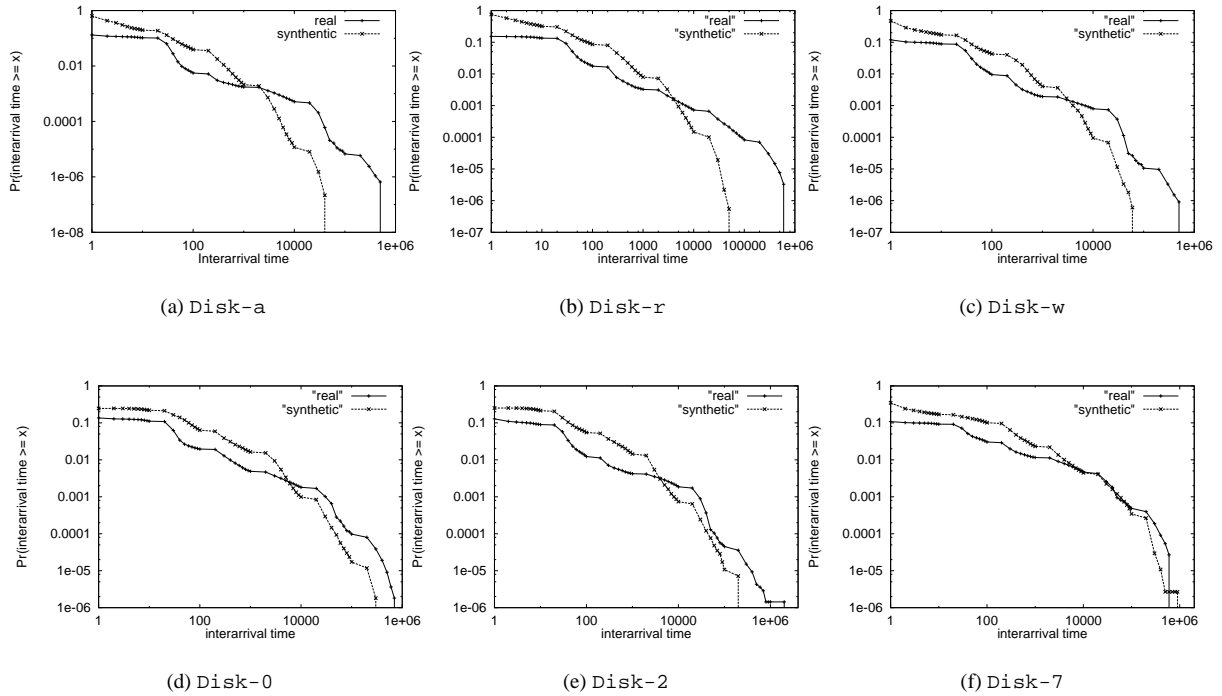 Pr(interarrival time >= x)
1
0.01
0.0001
1e-06
1e-08
1 100 10000 1e+06
Interarrival time
real
synthentic
(a) Disk-a
Pr(interarrival time >= x)
1
0.1
0.01
0.001
0.0001
1e-05
1e-06
1e-07
1 10 100 1000 10000 100000 1e+06
interarrival time
"real"
"synthetic"
(b) Disk-r
Pr(interarrival time >= x)
1
0.1
0.01
0.001
0.0001
1e-05
1e-06
1e-07
1 100 10000 1e+06
interarrival time
"real"
"synthetic"
(c) Disk-w
Pr(interarrival time >= x)
1
0.1
0.01
0.001
0.0001
1e-05
1e-06
1 100 10000 1e+06
interarrival time
"real"
"synthetic"
(d) Disk-0
Pr(interarrival time >= x)
1
0.1
0.01
0.001
0.0001
1e-05
1e-06
1 100 10000 1e+06
interarrival time
"real"
"synthetic"
(e) Disk-2
Pr(interarrival time >= x)
1
0.1
0.01
0.001
0.0001
1e-05
1e-06
1 100 10000 1e+06
interarrival time
"real"
"synthetic"
(f) Disk-7